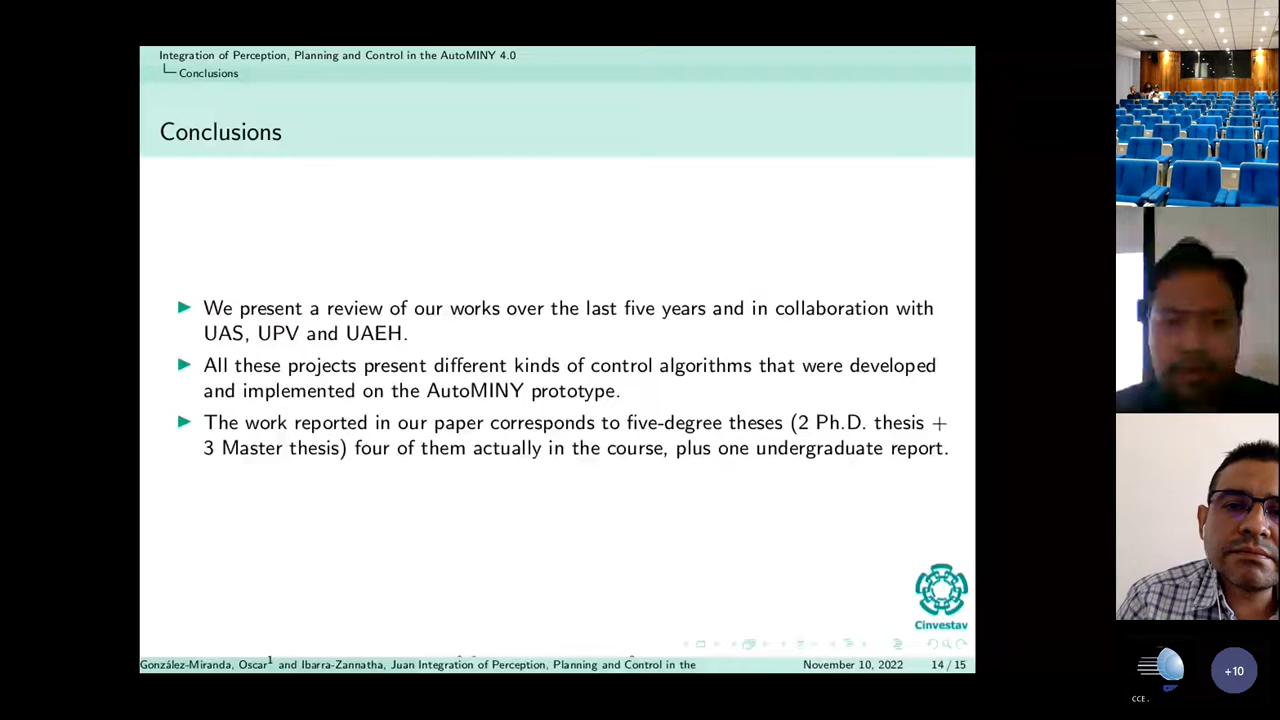 Integration of Perception, Planning and Control in the AutoMINY 4.0
Conclusions
Conclusions
We present a review of our works over the last five years and in collaboration with
UAS, UPV and UAEH.
All these projects present different kinds of control algorithms that were developed
and implemented on the AutoMINY prototype.
The work reported in our paper corresponds to five-degree theses (2 Ph.D. thesis +
3 Master thesis) four of them actually in the course, plus one undergraduate report.
Cinvestav
González-Miranda, Oscar1 and Ibarra-Zannatha, Juan Integration of Perception, Planning and Control in the
November 10, 2022 14 / 15
CCE.
+10